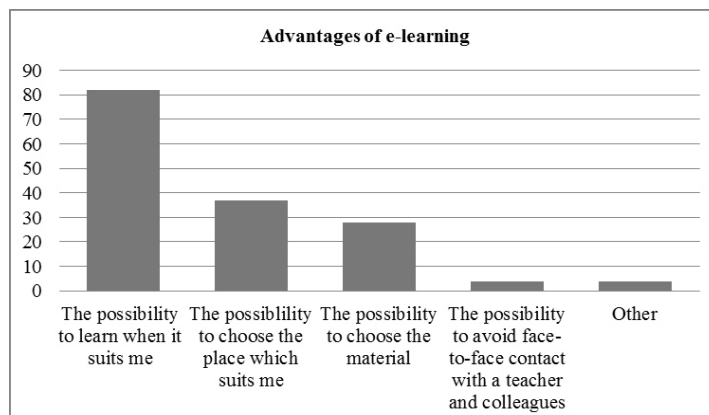 Advantages of e-learning
90
80
70
60
50
40
30
20
10
0
The possibility
to learn when it
suits me
The possiblility
to choose the
place which
suits me
The possibility
to choose the
material
The possibility
to avoid face-
to-face contact
with a teacher
and colleagues
Other